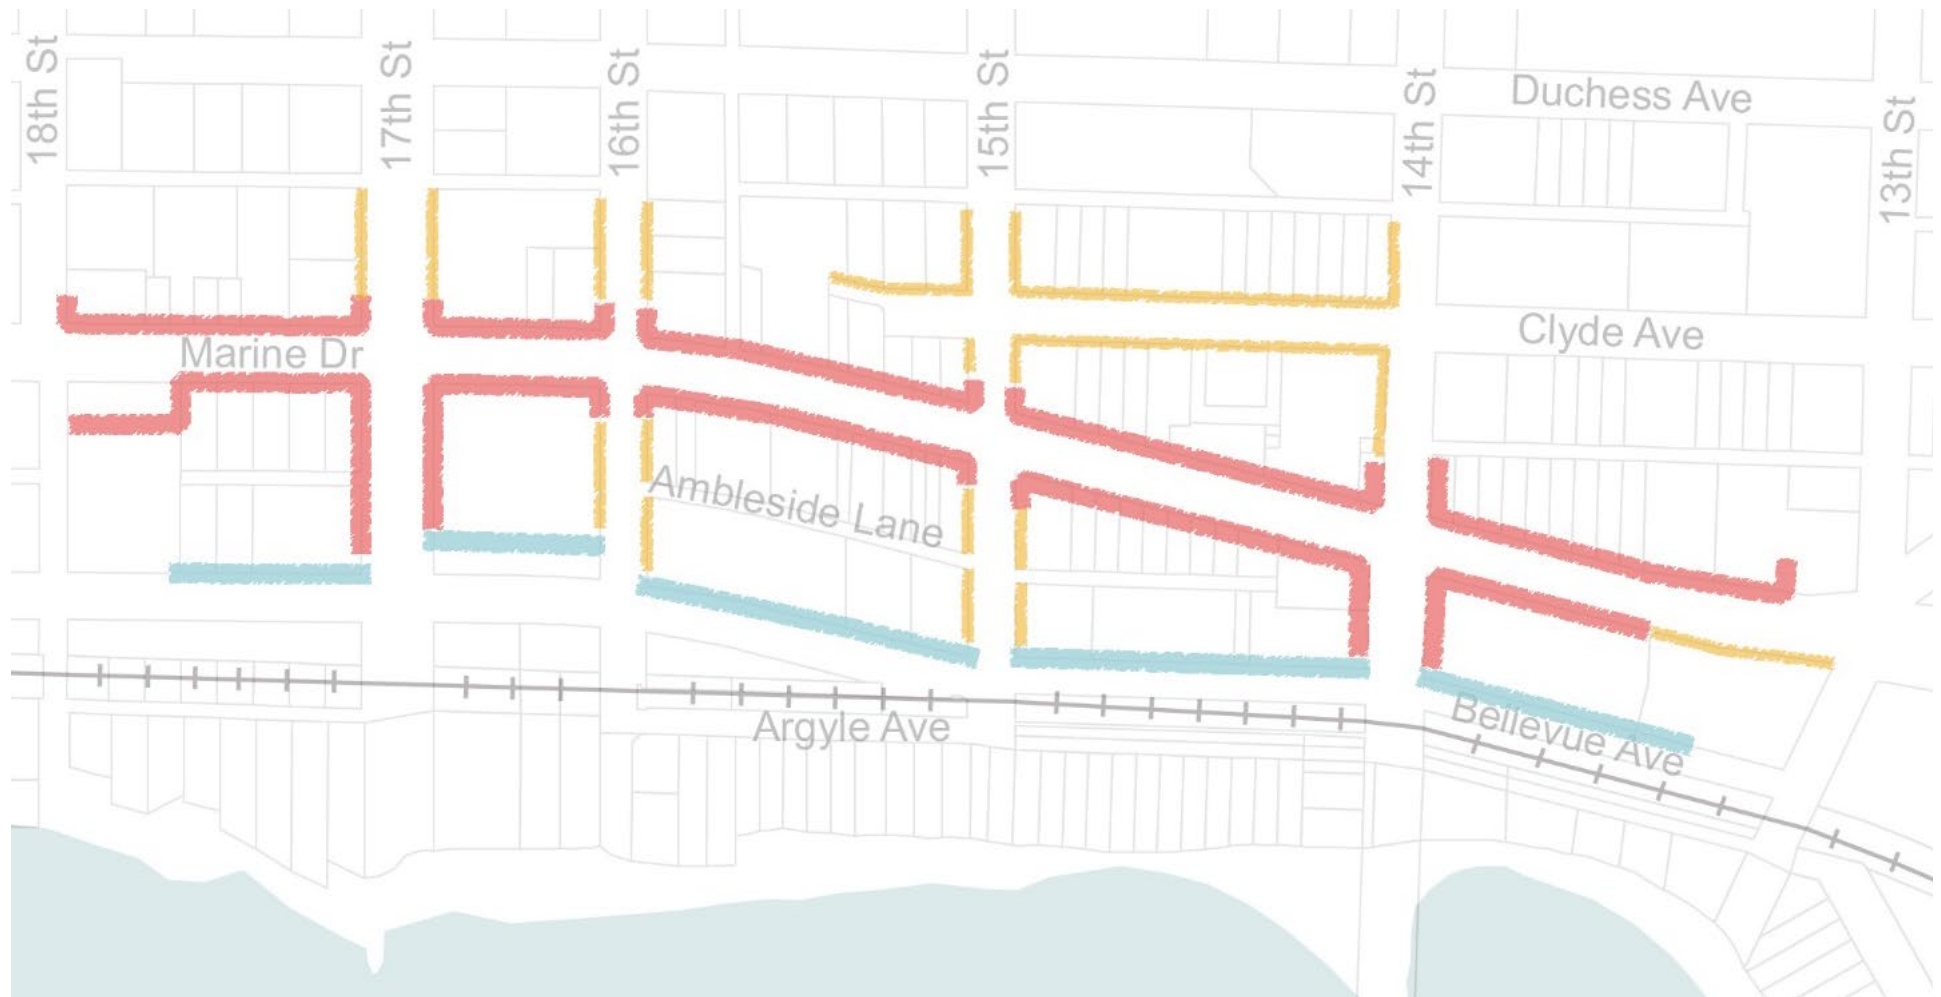 18th St
17th St
16th St
15th St
14th St
13th St
Duchess Ave
Clyde Ave
Marine Dr
Ambleside Lane
Bellevue Ave
Argyle Ave